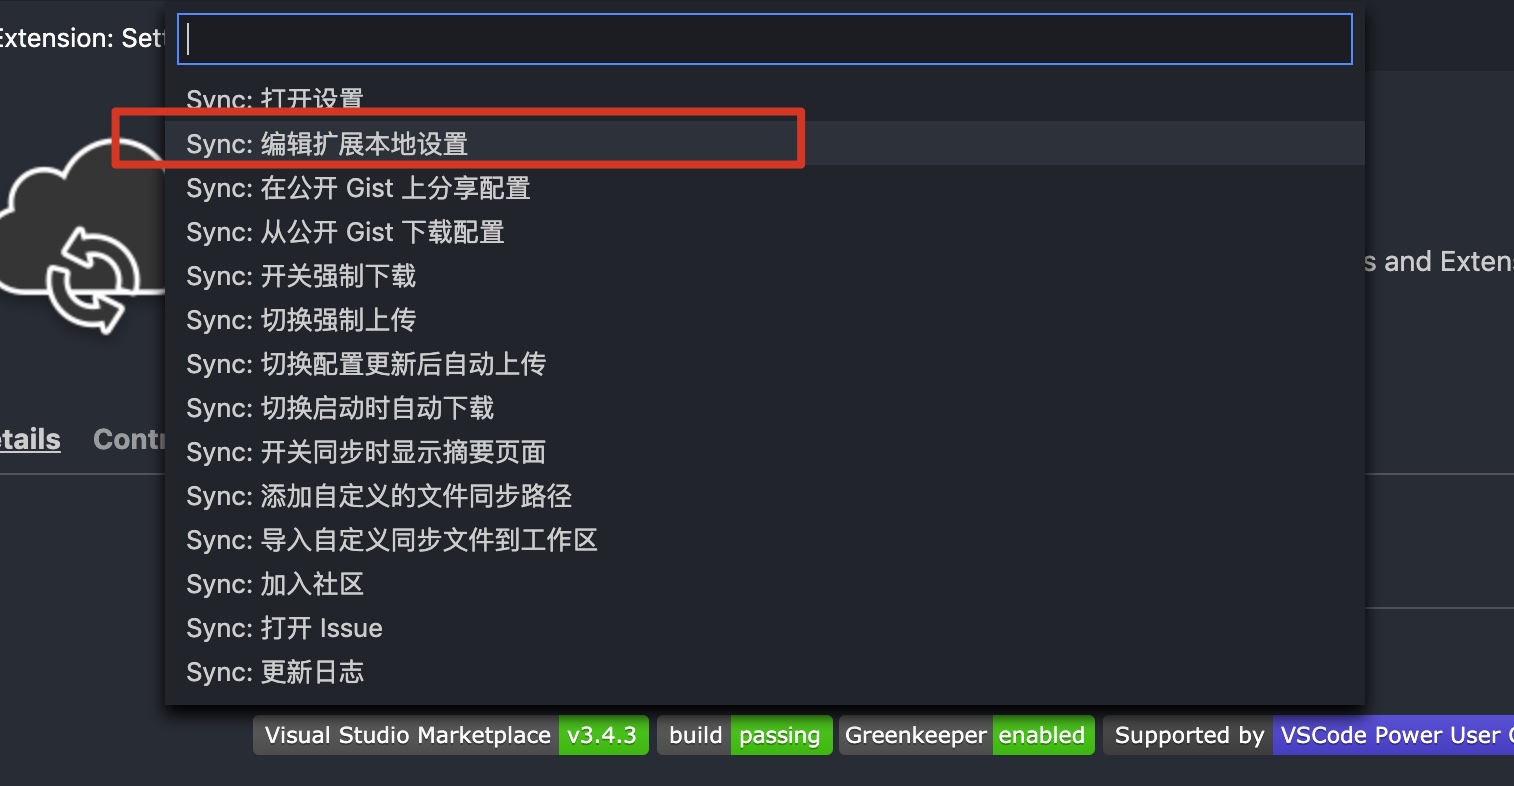 Extension: Sett
Sync: 打开设置
Sync: 编辑扩展本地设置
Sync: 在公开 Gist 上分享配置
Sync: 从公开 Gist 下载配置
Sync: 开关强制下载
Sync: 切换强制上传
Sync: 切换配置更新后自动上传
Sync: 切换启动时自动下载
Sync: 开关同步时显示摘要页面
Sync: 添加自定义的文件同步路径
Sync: 导入自定义同步文件到工作区
Sync: 加入社区
Sync: 打开 Issue
Sync: 更新日志
s and Extens
etails Contr
Visual Studio Marketplace v3.4.3 build passing Greenkeeper enabled Supported by VSCode Power User